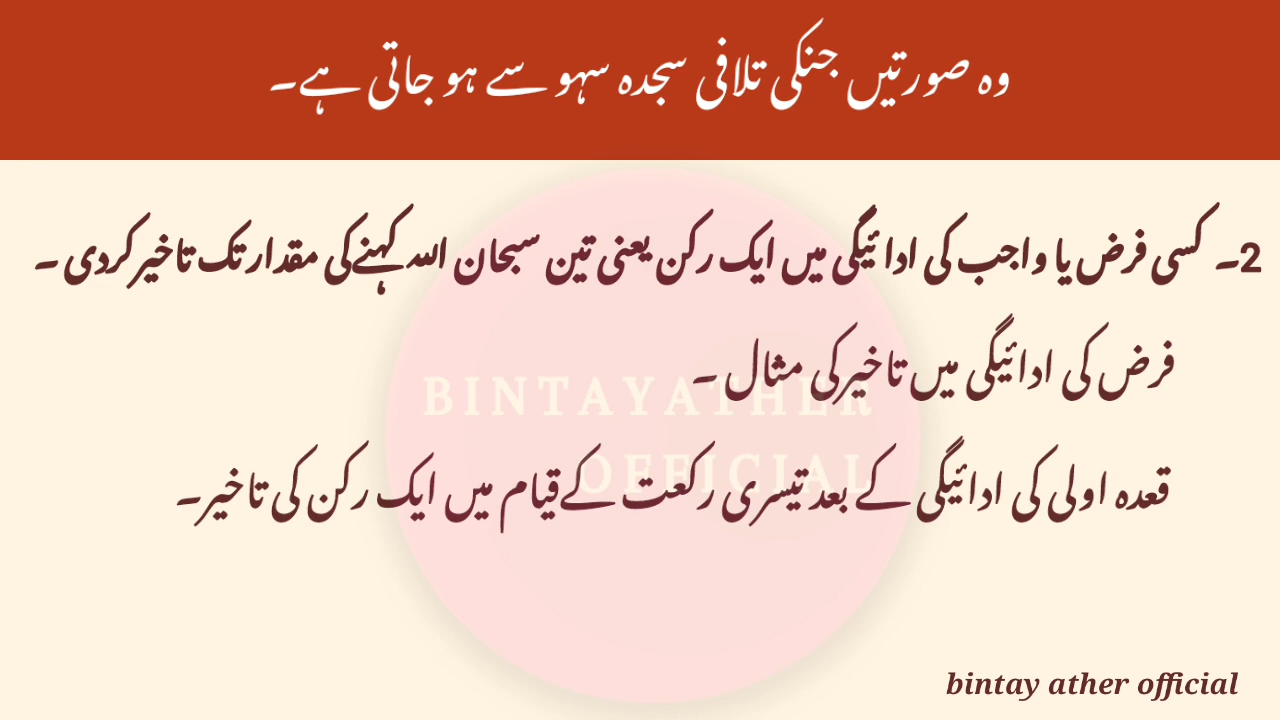 وہ صورتیں جنکی تلافی سجدہ سہو سے ہو جاتی ہے۔
2۔ کسی فرض یا واجب کی ادائیگی میں ایک رکن یعنی تین سبحان اللہ کہنے کی مقدار تک تاخیر کردی ۔
فرض کی ادائیگی میں تاخیر کی مثال ۔
قعدہ اولی کی ادائیگی کے بعد تیسری رکعت کے قیام میں ایک رکن کی تاخیر۔
BINTAYATHER
OFFICIAL
bintay ather official